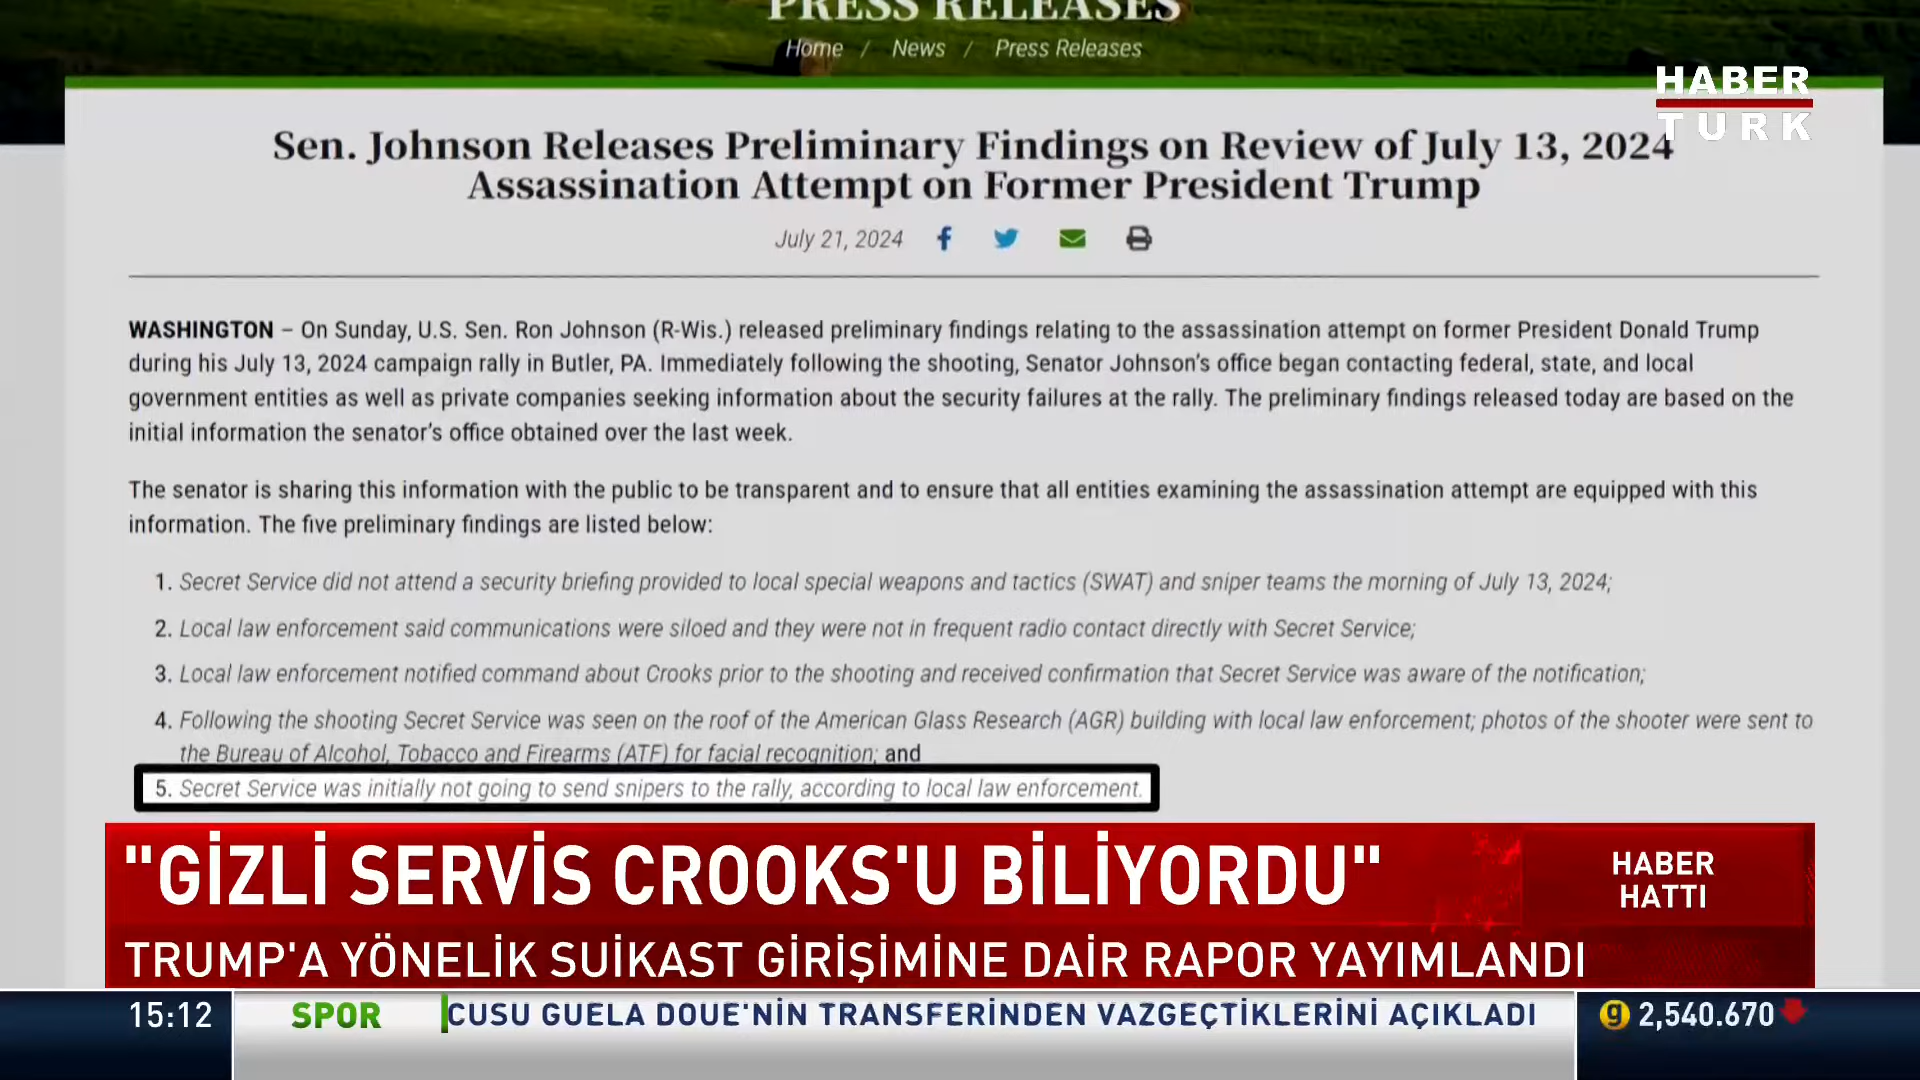 PRESS RELEASES
Home / News / Press Releases
HABER
TURK
Sen. Johnson Releases Preliminary Findings on Review of July 13, 2024
Assassination Attempt on Former President Trump
July 21, 2024
WASHINGTON – On Sunday, U.S. Sen. Ron Johnson (R-Wis.) released preliminary findings relating to the assassination attempt on former President Donald Trump
during his July 13, 2024 campaign rally in Butler, PA. Immediately following the shooting, Senator Johnson's office began contacting federal, state, and local
government entities as well as private companies seeking information about the security failures at the rally. The preliminary findings released today are based on the
initial information the senator's office obtained over the last week.
The senator is sharing this information with the public to be transparent and to ensure that all entities examining the assassination attempt are equipped with this
information. The five preliminary findings are listed below:
1. Secret Service did not attend a security briefing provided to local special weapons and tactics (SWAT) and sniper teams the morning of July 13, 2024;
2. Local law enforcement said communications were siloed and they were not in frequent radio contact directly with Secret Service;
3. Local law enforcement notified command about Crooks prior to the shooting and received confirmation that Secret Service was aware of the notification;
4. Following the shooting Secret Service was seen on the roof of the American Glass Research (AGR) building with local law enforcement; photos of the shooter were sent to
the Bureau of Alcohol, Tobacco and Firearms (ATF) for facial recognition; and
5. Secret Service was initially not going to send snipers to the rally, according to local law enforcement.
"GİZLİ SERVİS CROOKS'U BİLİYORDU"
HABER
HATTI
TRUMP'A YÖNELİK SUİKAST GİRİŞİMİNE DAİR RAPOR YAYIMLANDI
15:12
SPOR
CUSU GUELA DOUE'NİN TRANSFERİNDEN VAZGEÇTİKLERİNİ AÇIKLADI
g 2,540.670